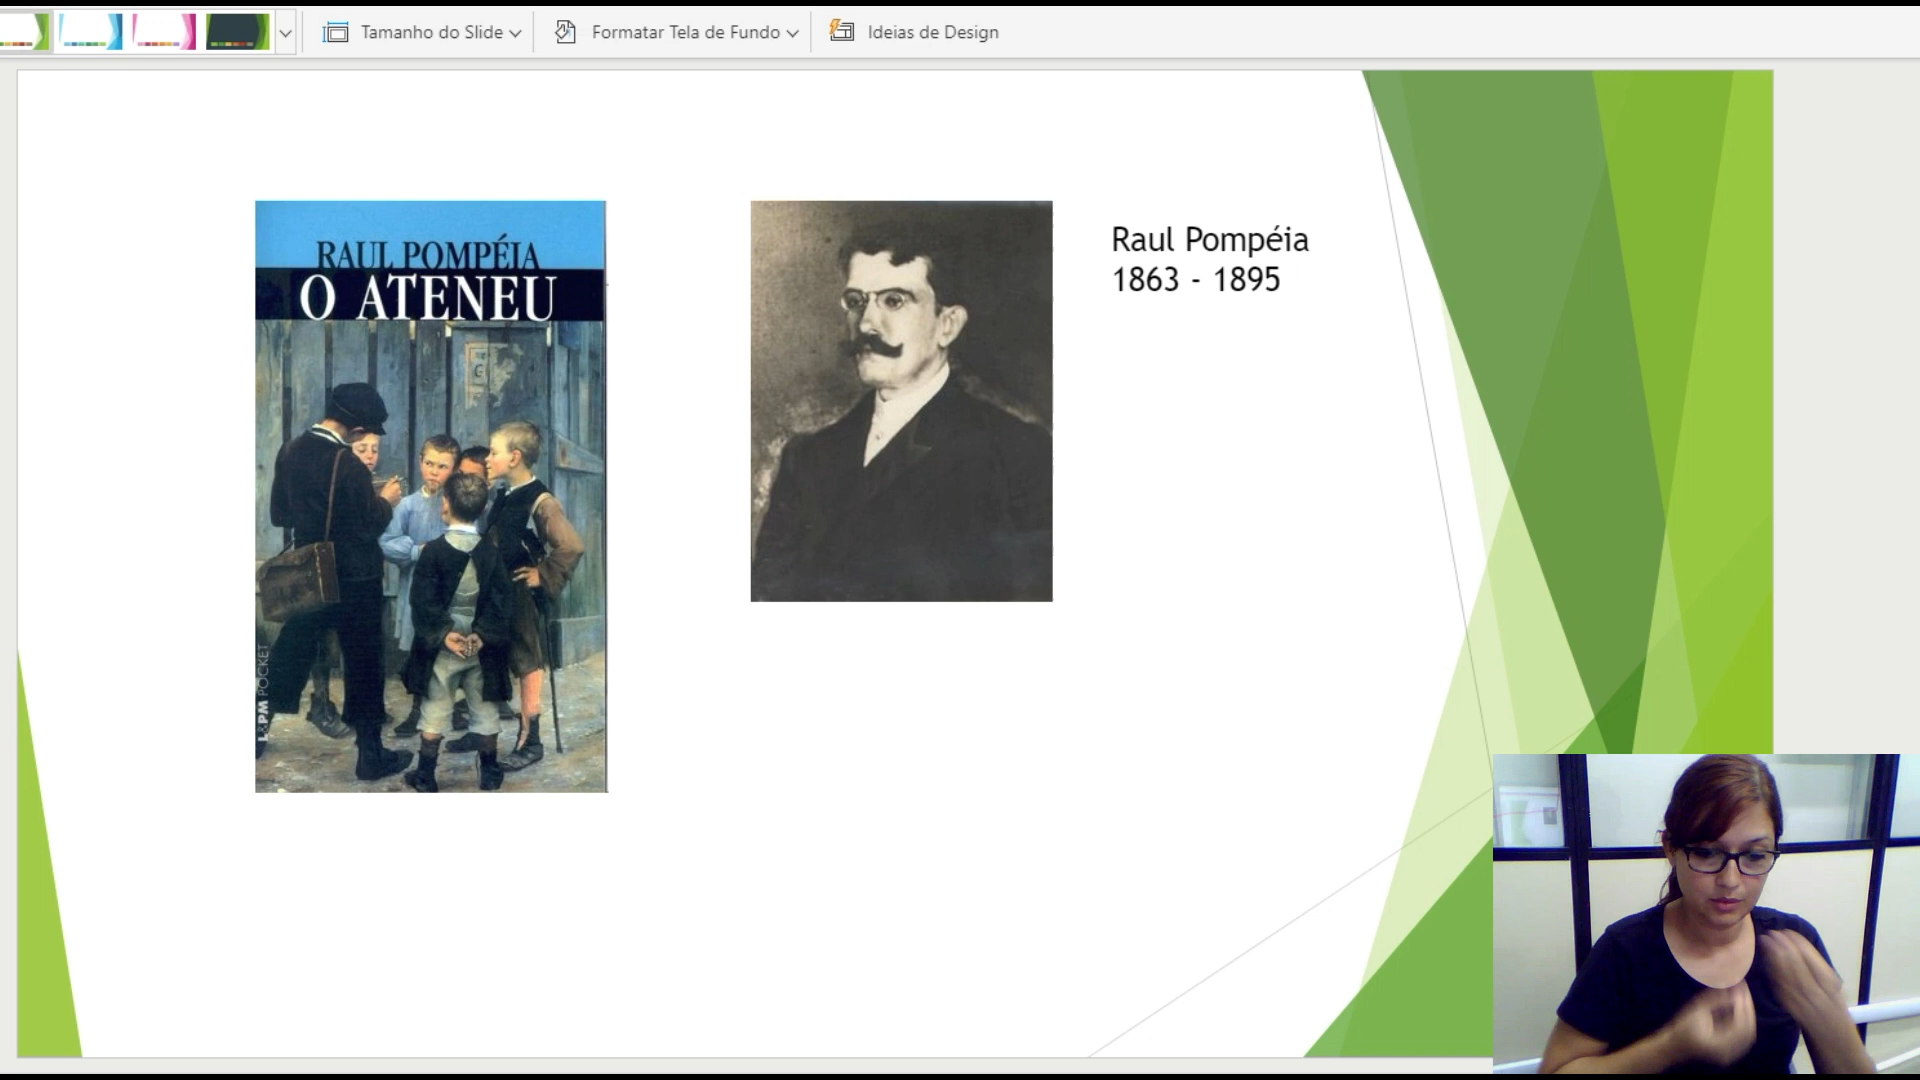 Tamanho do Slide
Formatar Tela de Fundo
Ideias de Design
RAUL POMPÉIA
O ATENEU
L&PM POCKET
Raul Pompéia
1863 - 1895